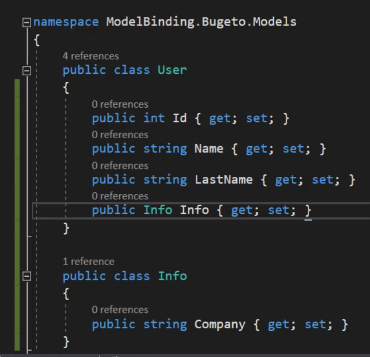 namespace ModelBinding.Bugeto.Models
{
4 references
public class User
{
0 references
public int Id { get; set; }
0 references
public string Name { get; set; }
0 references
public string LastName { get; set; }
0 references
public Info Info { get; set; }
}
1 reference
public class Info
{
0 references
public string Company { get; set; }
}